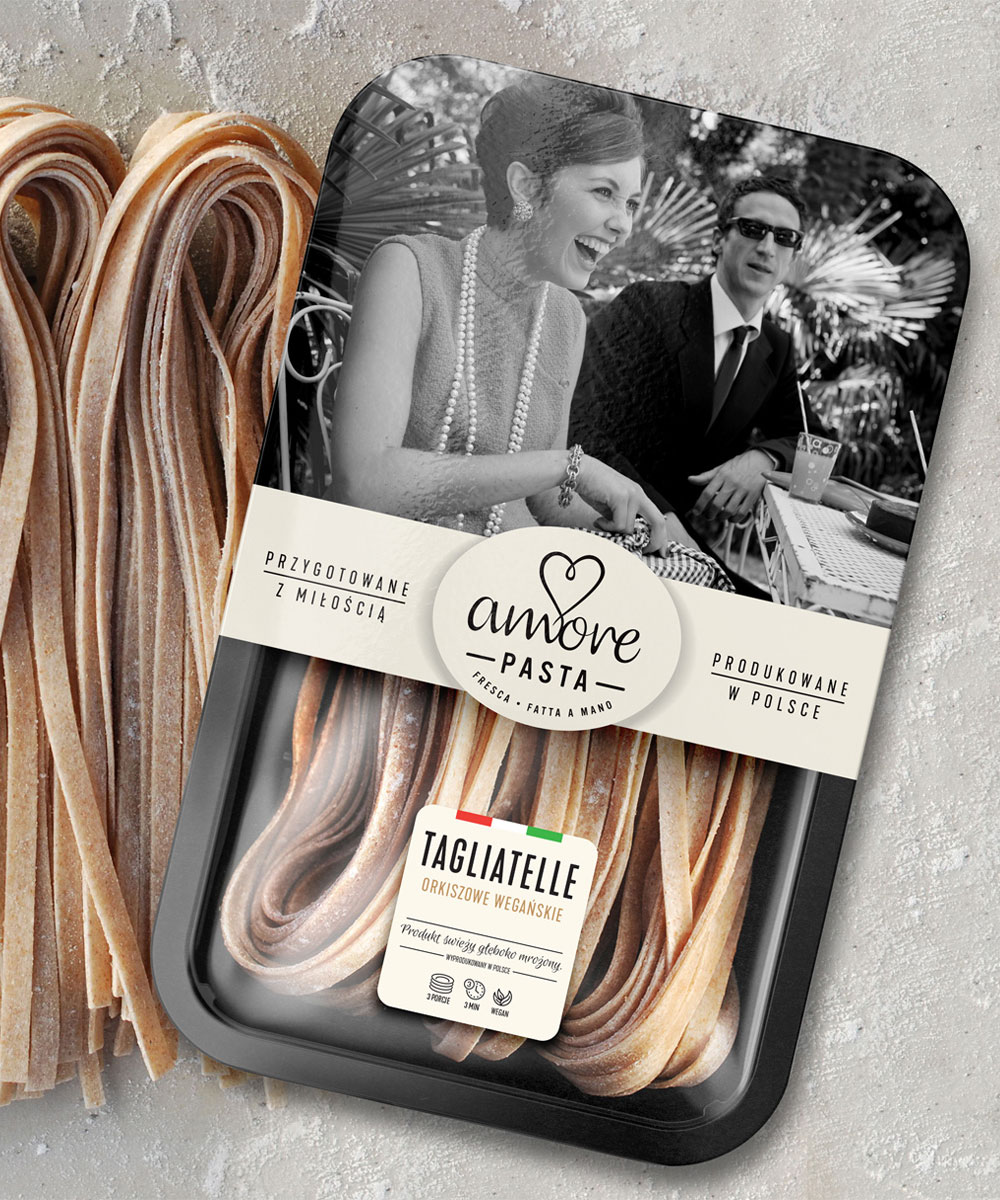 PRZYGOTOWANE
Z MIŁOŚCIĄ
amore
PASTA
FRESCA • FATTA A MANO
PRODUKOWANE
W POLSCE
TAGLIATELLE
ORKISZOWE WEGAŃSKIE
Produkt świeży głęboko mrożony.
WYPRODUKOWANY W POLSCE
3 PORCJE
3 MIN
WEGAN